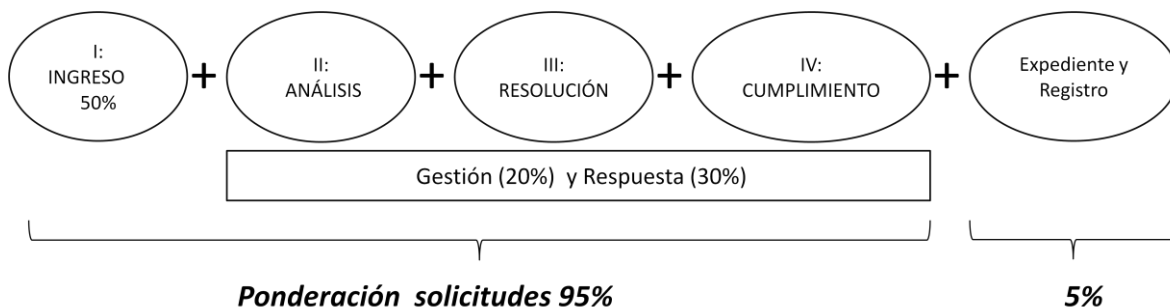 I:
INGRESO
50%
+
II:
ANÁLISIS
+
III:
RESOLUCIÓN
+
IV:
CUMPLIMIENTO
+
Expediente y
Registro
Gestión (20%) y Respuesta (30%)
Ponderación solicitudes 95%
5%